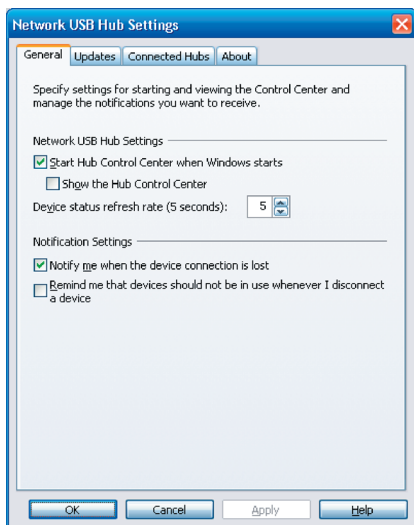 Network USB Hub Settings
General Updates Connected Hubs About
Specify settings for starting and viewing the Control Center and
manage the notifications you want to receive.
Network USB Hub Settings
Start Hub Control Center when Windows starts
Show the Hub Control Center
Device status refresh rate (5 seconds): 5
Notification Settings
Notify me when the device connection is lost
Remind me that devices should not be in use whenever I disconnect
a device
OK Cancel Apply Help